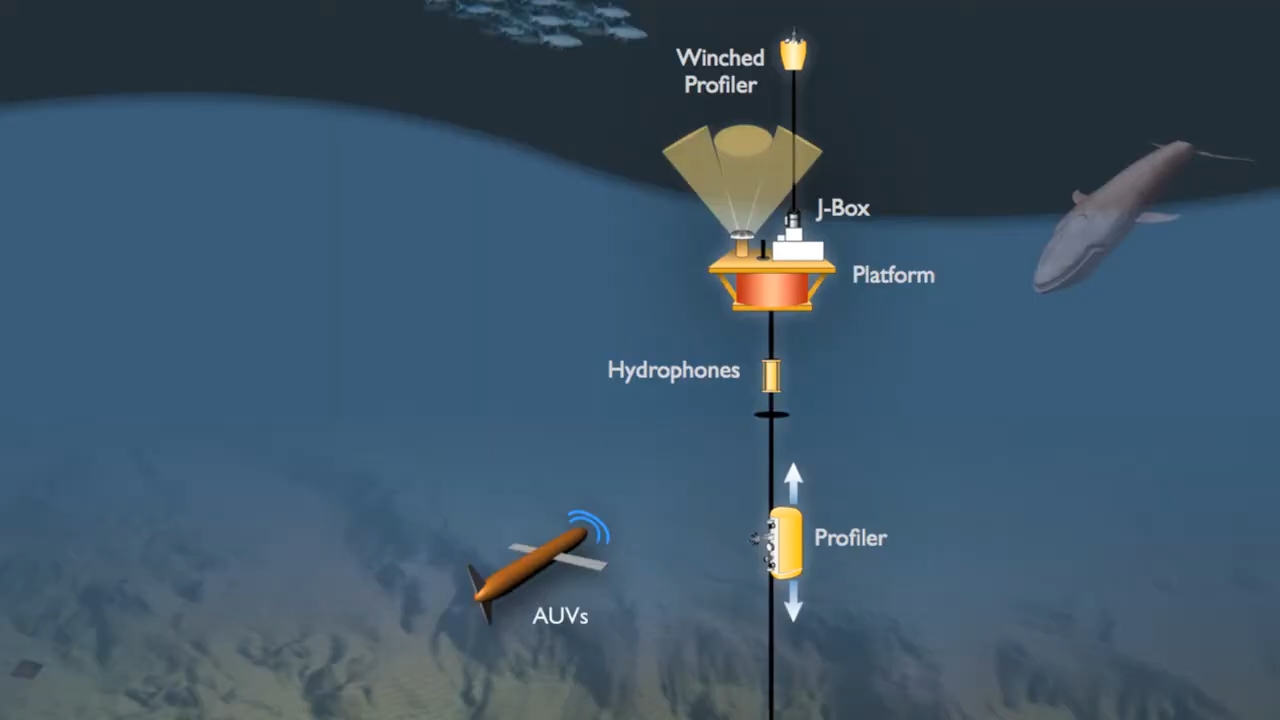 Winched
Profiler
J-Box
Platform
Hydrophones
Profiler
AUVs